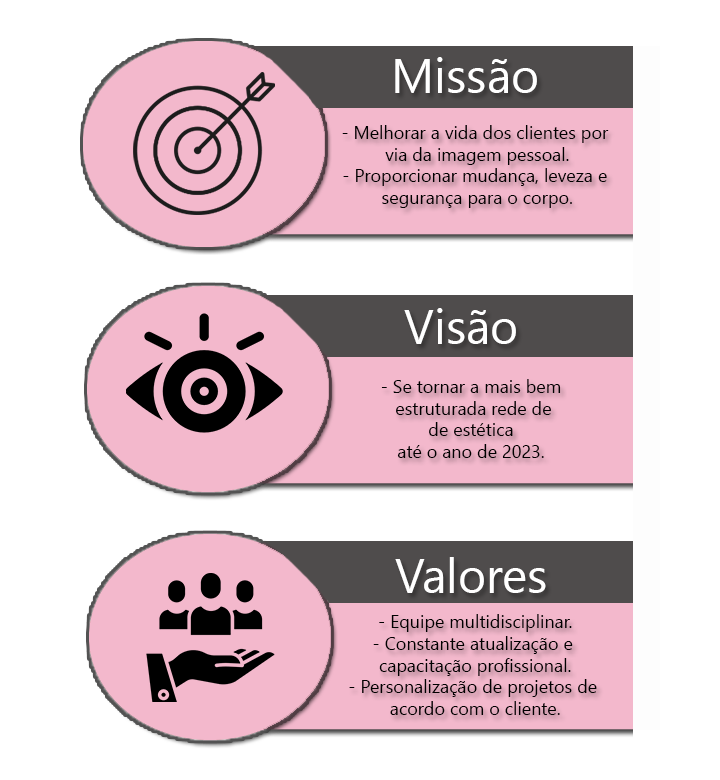 Missão
- Melhorar a vida dos clientes por
via da imagem pessoal.
- Proporcionar mudança, leveza e
segurança para o corpo.
Visão
- Se tornar a mais bem
estruturada rede de
de estética
até o ano de 2023.
Valores
- Equipe multidisciplinar.
- Constante atualização e
capacitação profissional.
- Personalização de projetos de
acordo com o cliente.